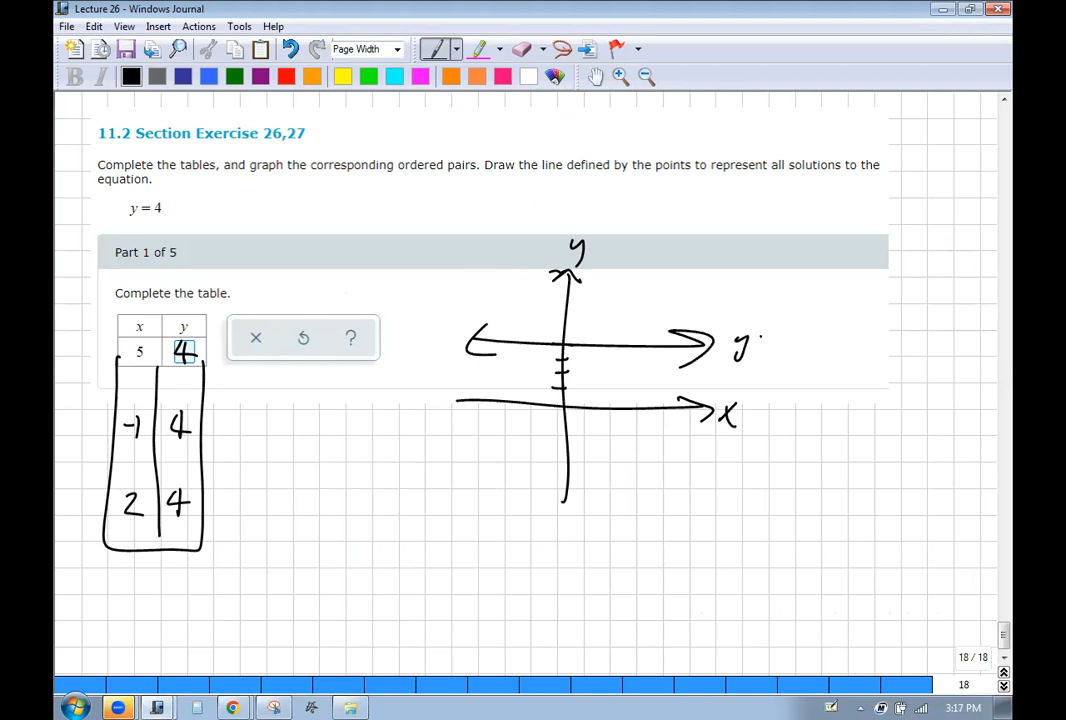 Lecture 26 - Windows Journal
File Edit View Insert Actions Tools Help
Page Width
B I
11.2 Section Exercise 26,27
Complete the tables, and graph the corresponding ordered pairs. Draw the line defined by the points to represent all solutions to the
equation.
y = 4
Part 1 of 5
Complete the table.
x y
5 4
-1 4
2 4
× ?
y
y
x
18 / 18
18
3:17 PM